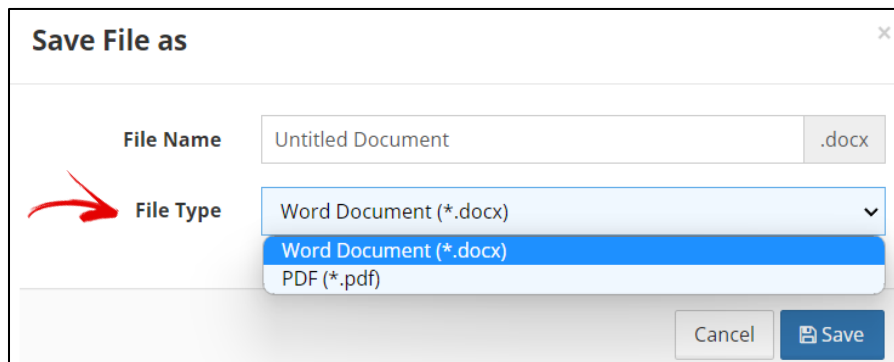 Save File as
×
File Name Untitled Document .docx
File Type Word Document (*.docx)
Word Document (*.docx)
PDF (*.pdf)
Cancel Save